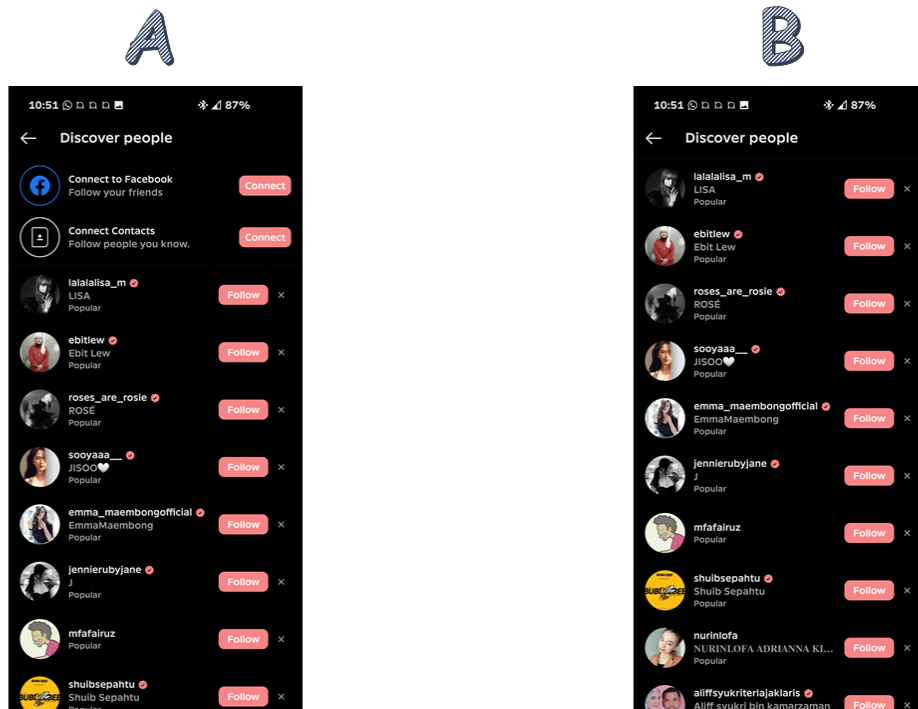 A
10:51 87%
Discover people
Connect to Facebook
Follow your friends
Connect
Connect Contacts
Follow people you know.
Connect
lalalalisa_m
LISA
Popular
Follow
ebitlew
Ebit Lew
Popular
Follow
roses_are_rosie
ROSÉ
Popular
Follow
sooyaaa__
JISOO🤍
Popular
Follow
emma_maembongofficial
EmmaMaembong
Popular
Follow
jennierubyjane
J
Popular
Follow
mfafairuz
Popular
Follow
shuibsepahtu
Shuib Sepahtu
Popular
Follow
B
10:51 87%
Discover people
lalalalisa_m
LISA
Popular
Follow
ebitlew
Ebit Lew
Popular
Follow
roses_are_rosie
ROSÉ
Popular
Follow
sooyaaa__
JISOO🤍
Popular
Follow
emma_maembongofficial
EmmaMaembong
Popular
Follow
jennierubyjane
J
Popular
Follow
mfafairuz
Popular
Follow
shuibsepahtu
Shuib Sepahtu
Popular
Follow
nurinlofa
NURINLOFA ADRIANNA KI...
Popular
Follow
aliffsyukriterlajaklaris
Aliff syukri bin kamarzaman
Follow